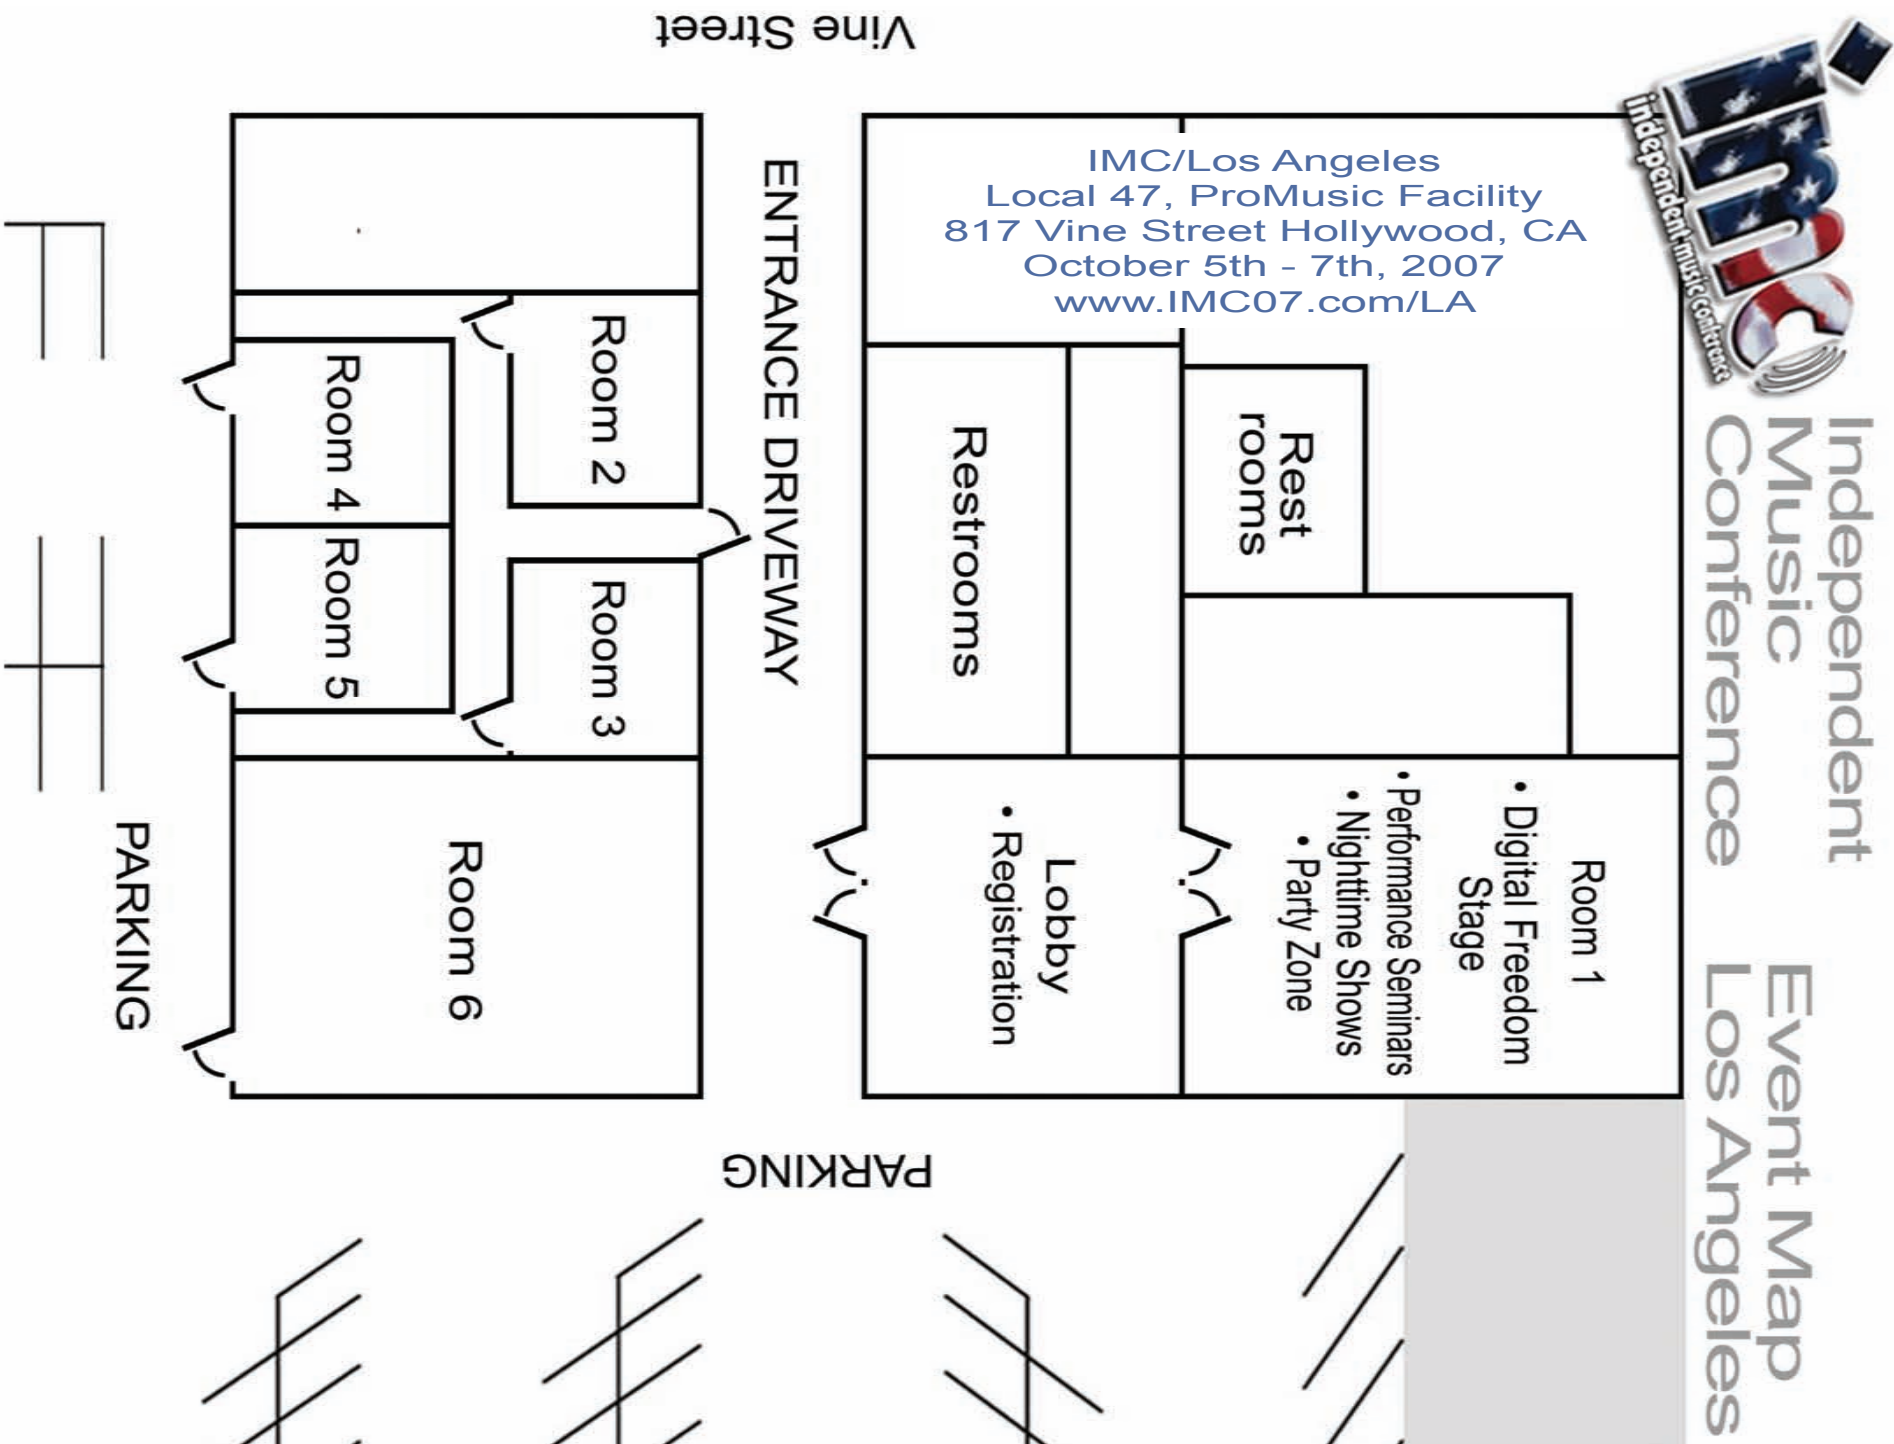 Independent
Music
Conference
Event Map
Los Angeles
imc
independent music conference
IMC/Los Angeles
Local 47, ProMusic Facility
817 Vine Street Hollywood, CA
October 5th - 7th, 2007
www.IMC07.com/LA
Vine Street
ENTRANCE DRIVEWAY
Rest
rooms
Restrooms
Room 1
• Digital Freedom
Stage
• Performance Seminars
• Nighttime Shows
• Party Zone
Lobby
• Registration
Room 2
Room 3
Room 4
Room 5
Room 6
PARKING
PARKING